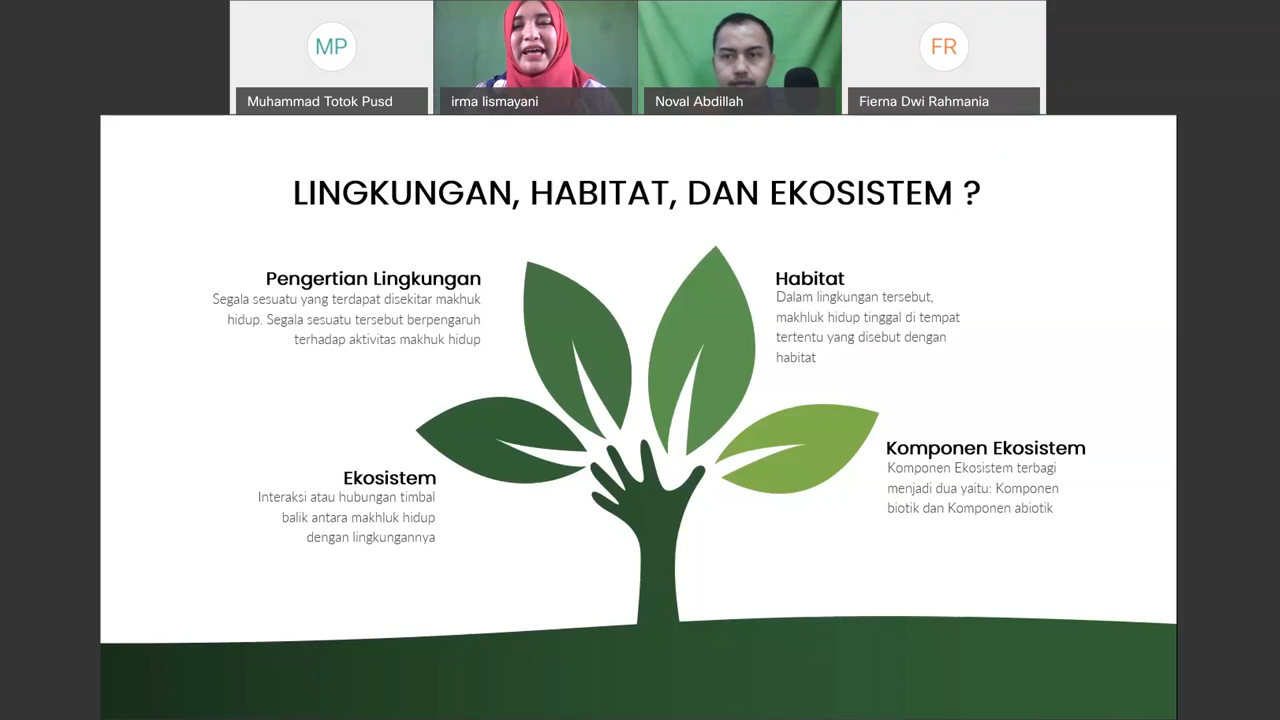 MP
FR
Muhammad Totok Pusd
irma lismayani
Noval Abdillah
Fierna Dwi Rahmania
LINGKUNGAN, HABITAT, DAN EKOSISTEM ?
Pengertian Lingkungan
Segala sesuatu yang terdapat disekitar makhuk
hidup. Segala sesuatu tersebut berpengaruh
terhadap aktivitas makhuk hidup
Habitat
Dalam lingkungan tersebut,
makhluk hidup tinggal di tempat
tertentu yang disebut dengan
habitat
Ekosistem
Interaksi atau hubungan timbal
balik antara makhluk hidup
dengan lingkungannya
Komponen Ekosistem
Komponen Ekosistem terbagi
menjadi dua yaitu: Komponen
biotik dan Komponen abiotik